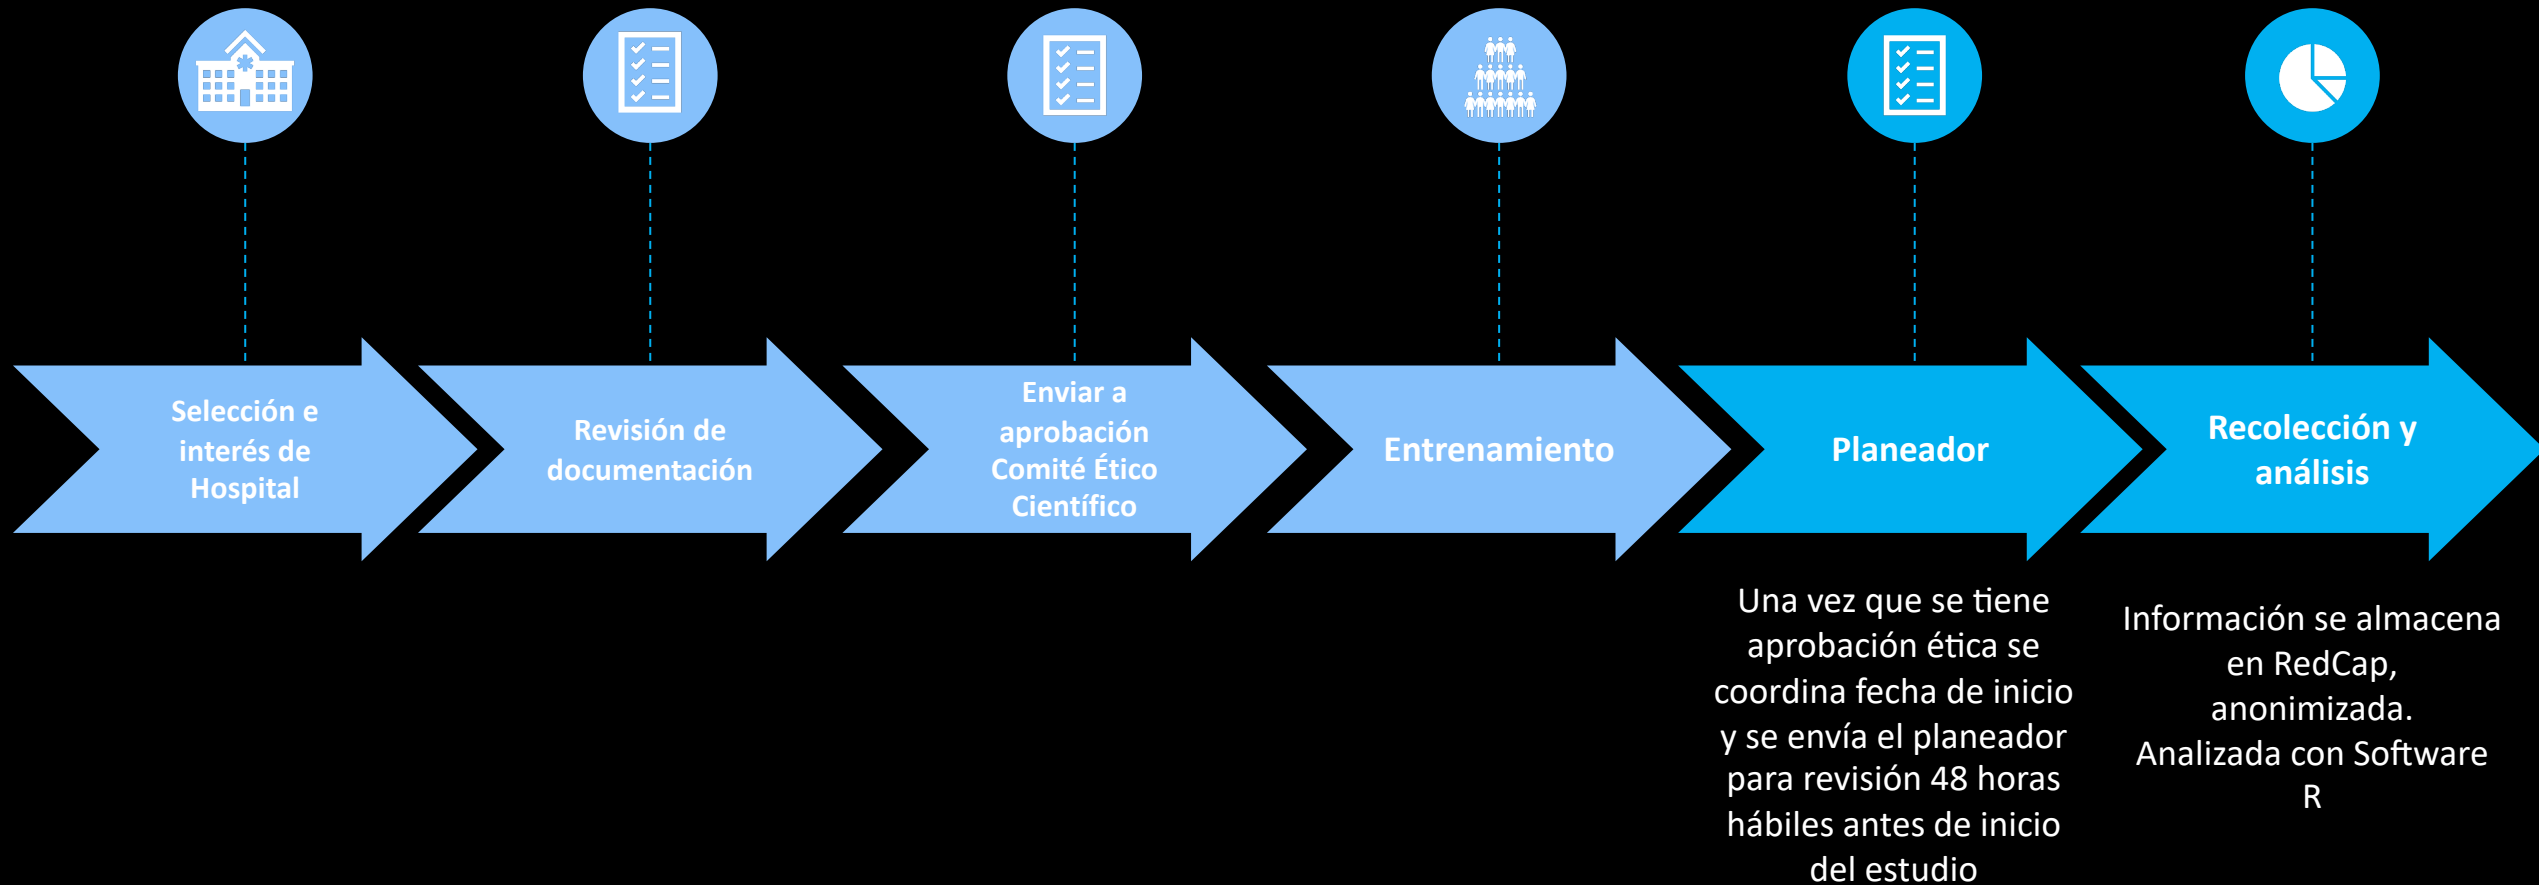 Selección e
interés de
Hospital
Revisión de
documentación
Enviar a
aprobación
Comité Ético
Científico
Entrenamiento
Planeador
Recolección y
análisis
Una vez que se tiene
aprobación ética se
coordina fecha de inicio
y se envía el planeador
para revisión 48 horas
hábiles antes de inicio
del estudio
Información se almacena
en RedCap,
anonimizada.
Analizada con Software
R